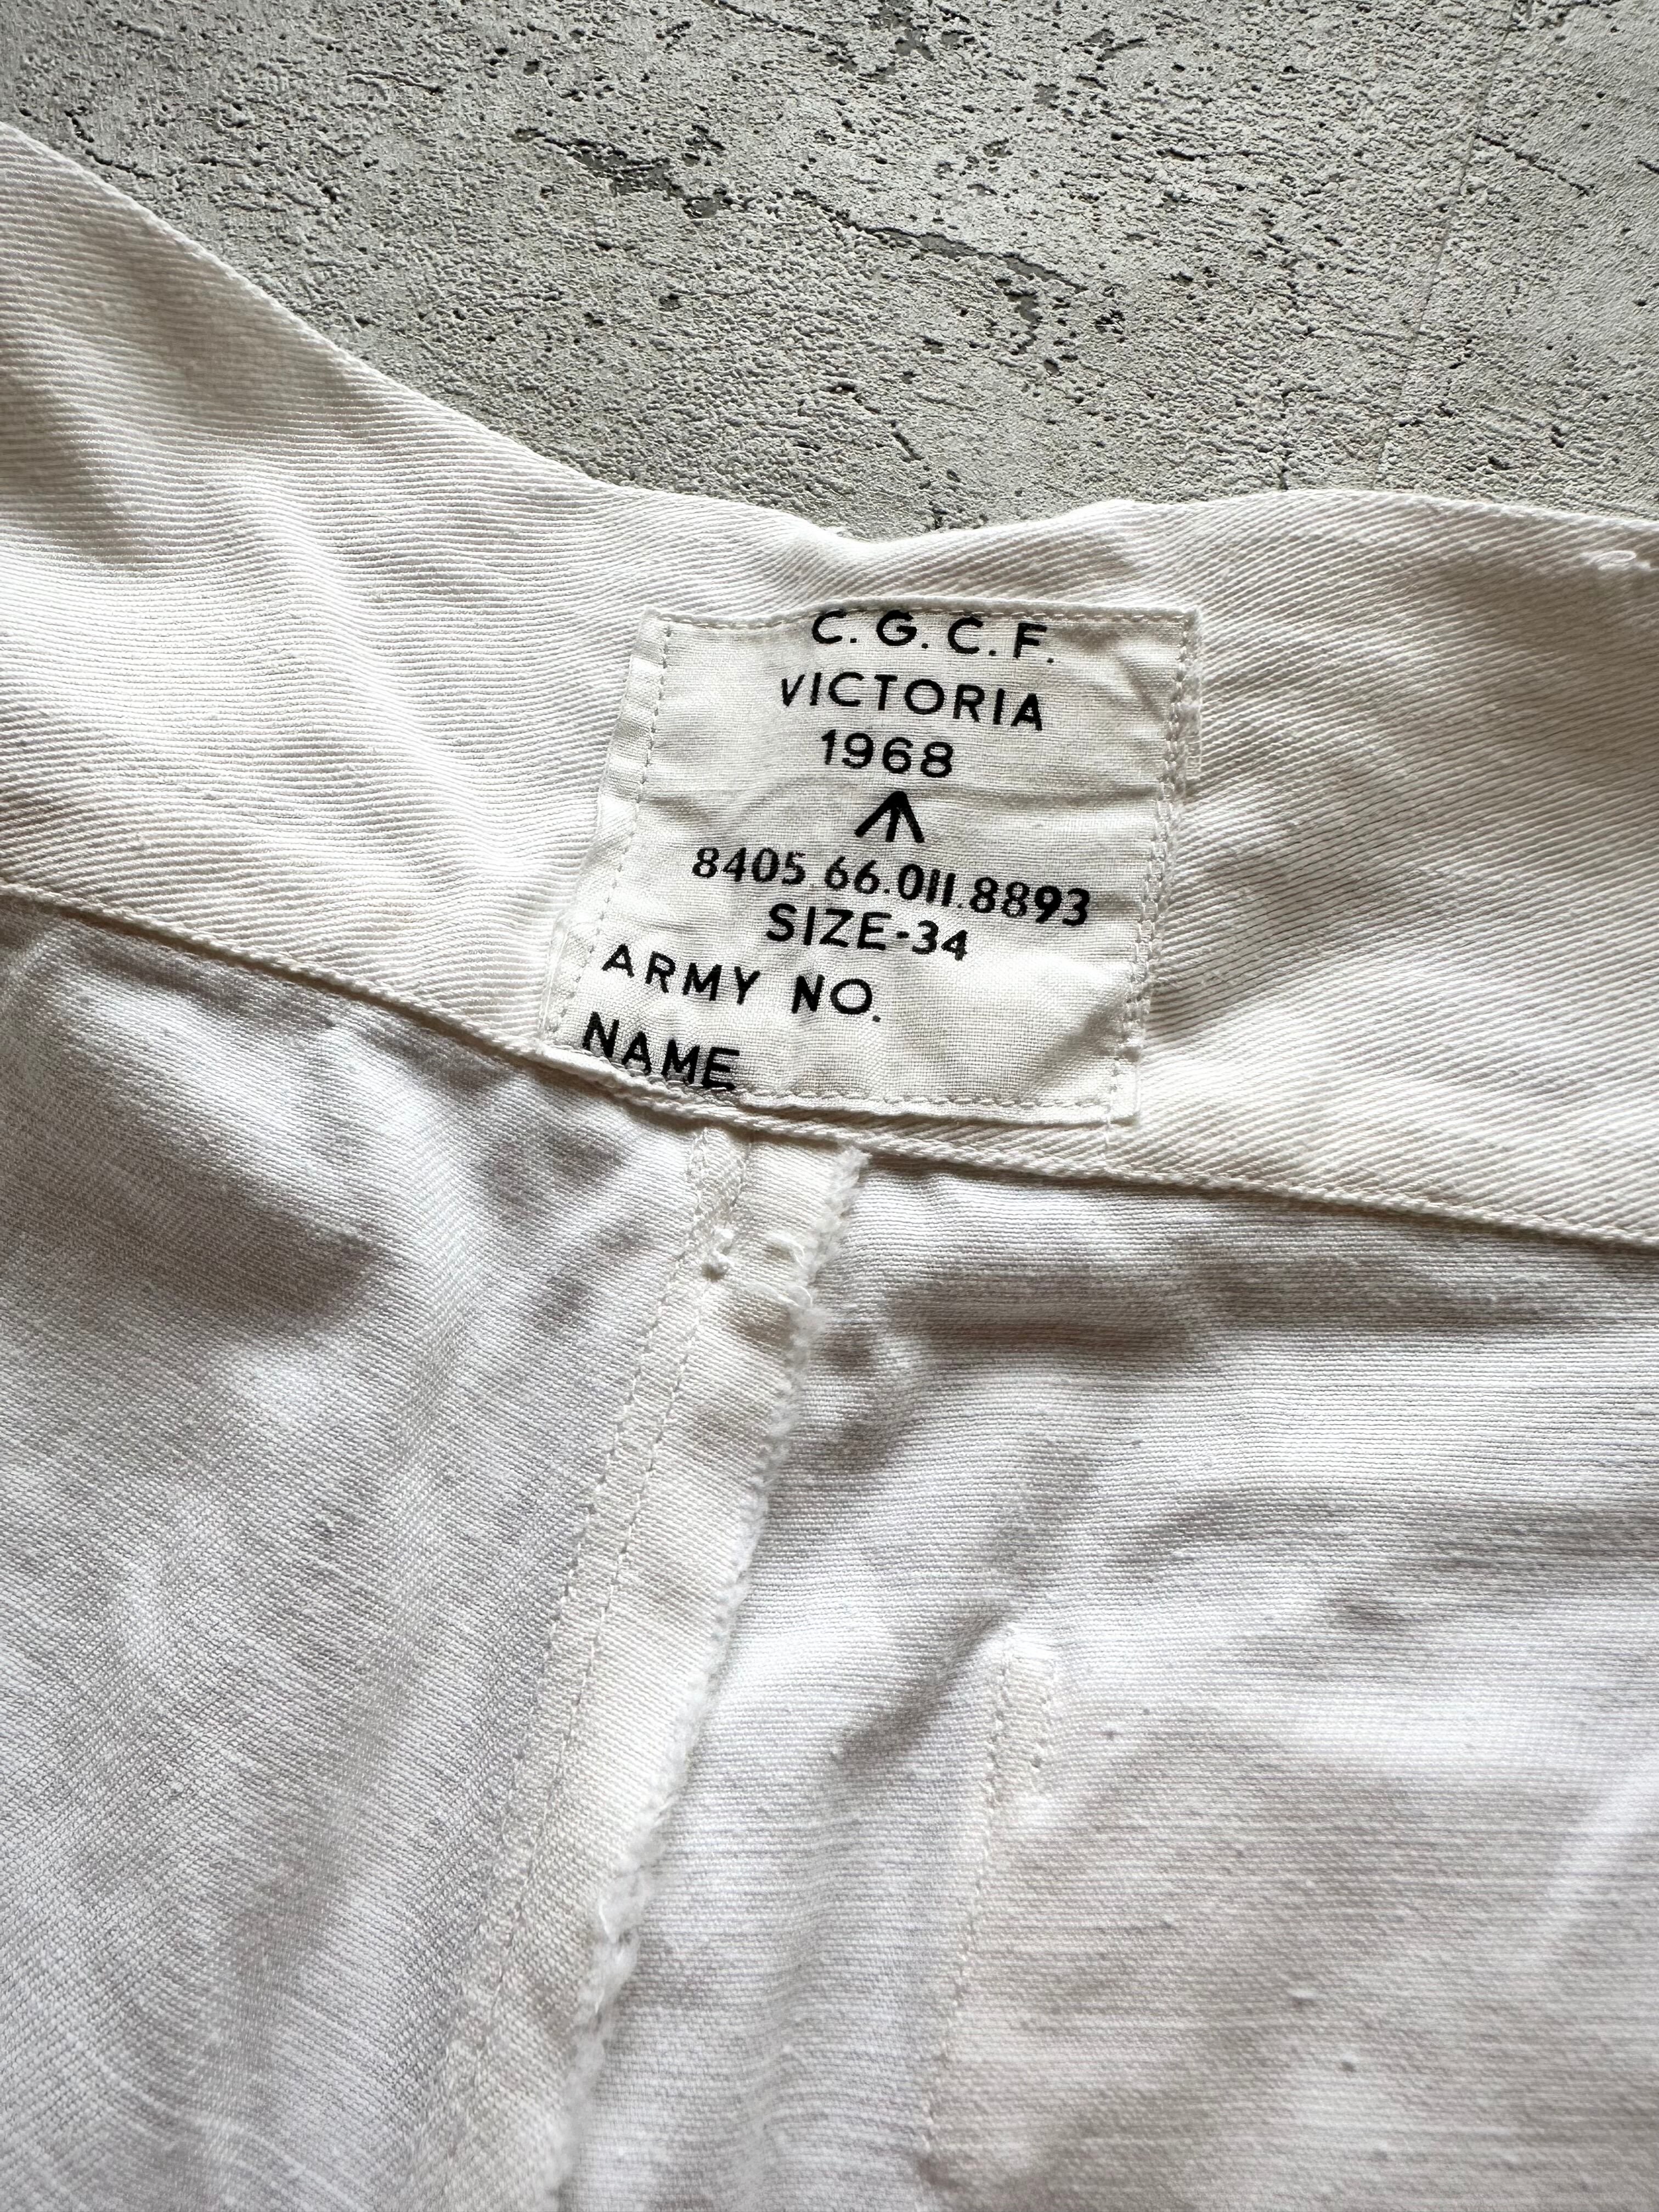 C.G.C.F.
VICTORIA
1968
8405.66.011.8893
SIZE-34
ARMY NO.
NAME